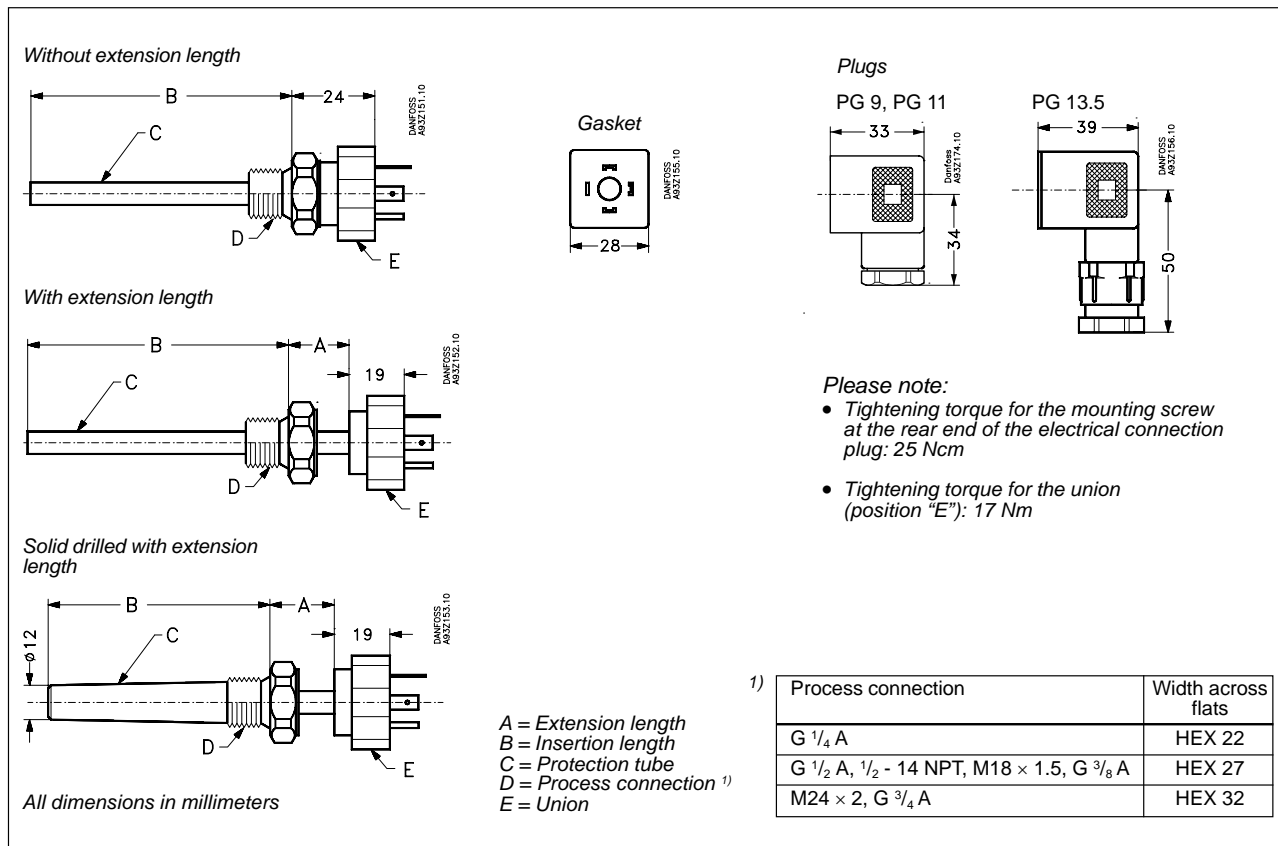 Without extension length
B
24
C
D
E
DANFOSS
A93Z151.10
With extension length
B
A
19
C
D
E
DANFOSS
A93Z152.10
Solid drilled with extension
length
B
A
19
ø12
C
D
E
DANFOSS
A93Z153.10
All dimensions in millimeters
Gasket
28
DANFOSS
A93Z155.10
Plugs
PG 9, PG 11
33
34
Danfoss
A93Z174.10
PG 13.5
39
50
DANFOSS
A93Z156.10
Please note:
• Tightening torque for the mounting screw
at the rear end of the electrical connection
plug: 25 Ncm
• Tightening torque for the union
(position “E”): 17 Nm
A = Extension length
B = Insertion length
C = Protection tube
D = Process connection 1)
E = Union
1)
Process connection
Width across
flats
G 1/4 A
HEX 22
G 1/2 A, 1/2 - 14 NPT, M18 × 1.5, G 3/8 A
HEX 27
M24 × 2, G 3/4 A
HEX 32